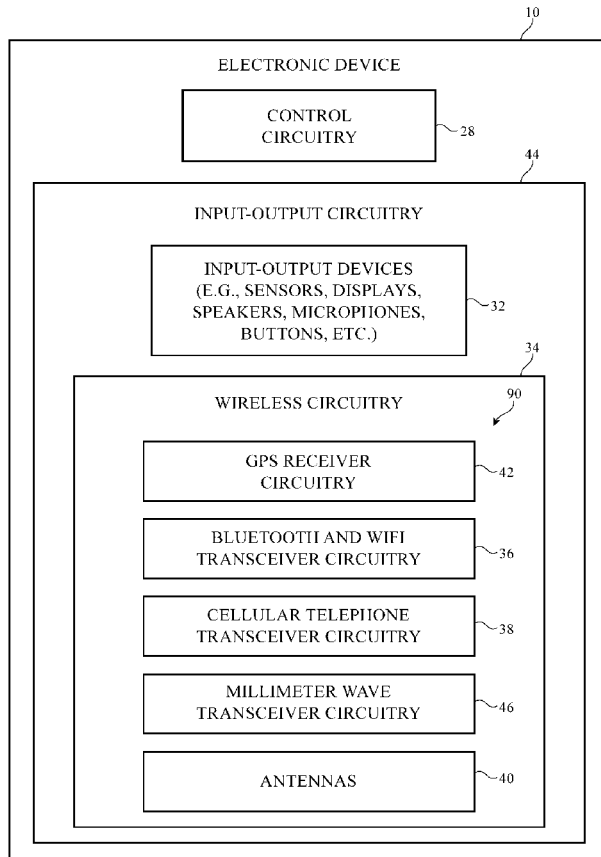 10
ELECTRONIC DEVICE
CONTROL
CIRCUITRY
28
44
INPUT-OUTPUT CIRCUITRY
INPUT-OUTPUT DEVICES
(E.G., SENSORS, DISPLAYS,
SPEAKERS, MICROPHONES,
BUTTONS, ETC.)
32
34
WIRELESS CIRCUITRY
90
GPS RECEIVER
CIRCUITRY
42
BLUETOOTH AND WIFI
TRANSCEIVER CIRCUITRY
36
CELLULAR TELEPHONE
TRANSCEIVER CIRCUITRY
38
MILLIMETER WAVE
TRANSCEIVER CIRCUITRY
46
ANTENNAS
40